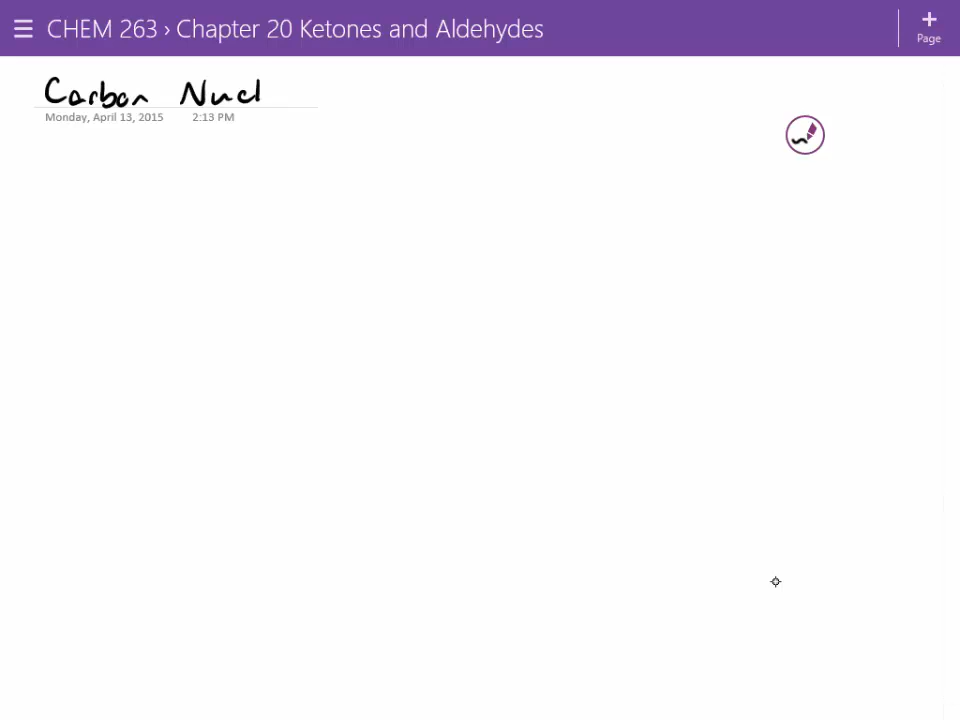 CHEM 263 › Chapter 20 Ketones and Aldehydes
Page
Carbon Nucl
Monday, April 13, 2015 2:13 PM